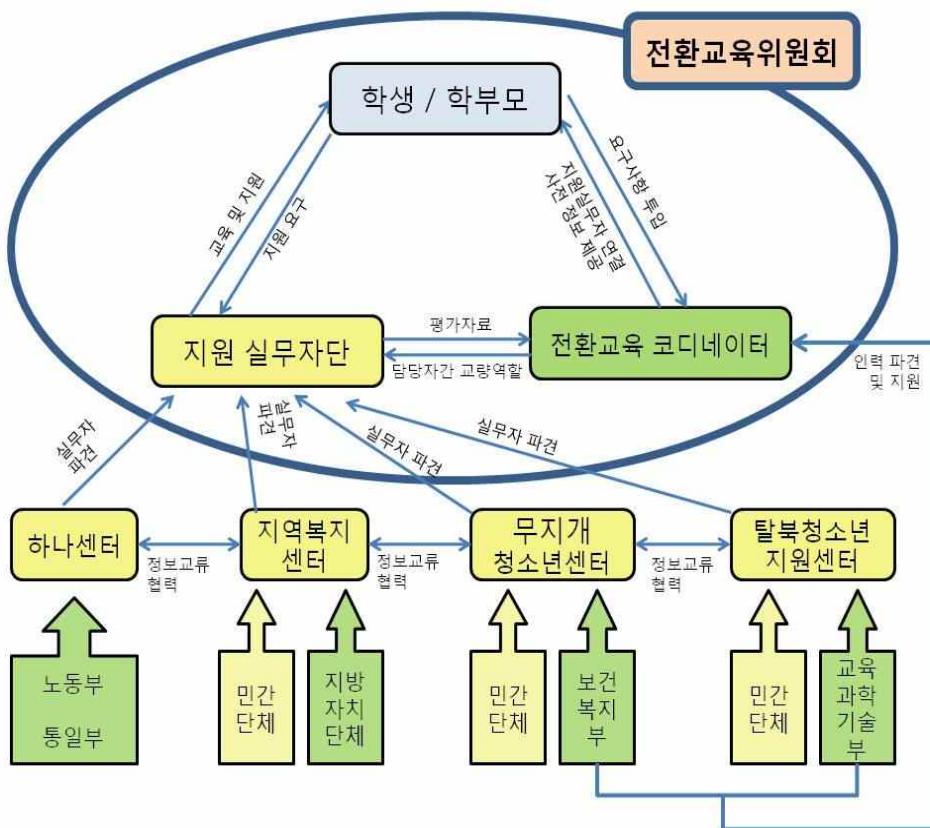 전환교육위원회
학생 / 학부모
교육 및 지원
지원 요구
지원실무자 연결
사전 정보 제공
요구사항 투입
지원 실무자단
평가자료
담당자간 교량역할
전환교육 코디네이터
인력 파견
및 지원
실무자
파견
실무자
파견
실무자 파견
실무자 파견
하나센터
정보교류
협력
지역복지
센터
정보교류
협력
무지개
청소년센터
정보교류
협력
탈북청소년
지원센터
노동부
통일부
민간
단체
지방
자치
단체
민간
단체
보건
복지
부
민간
단체
교육
과학
기술
부